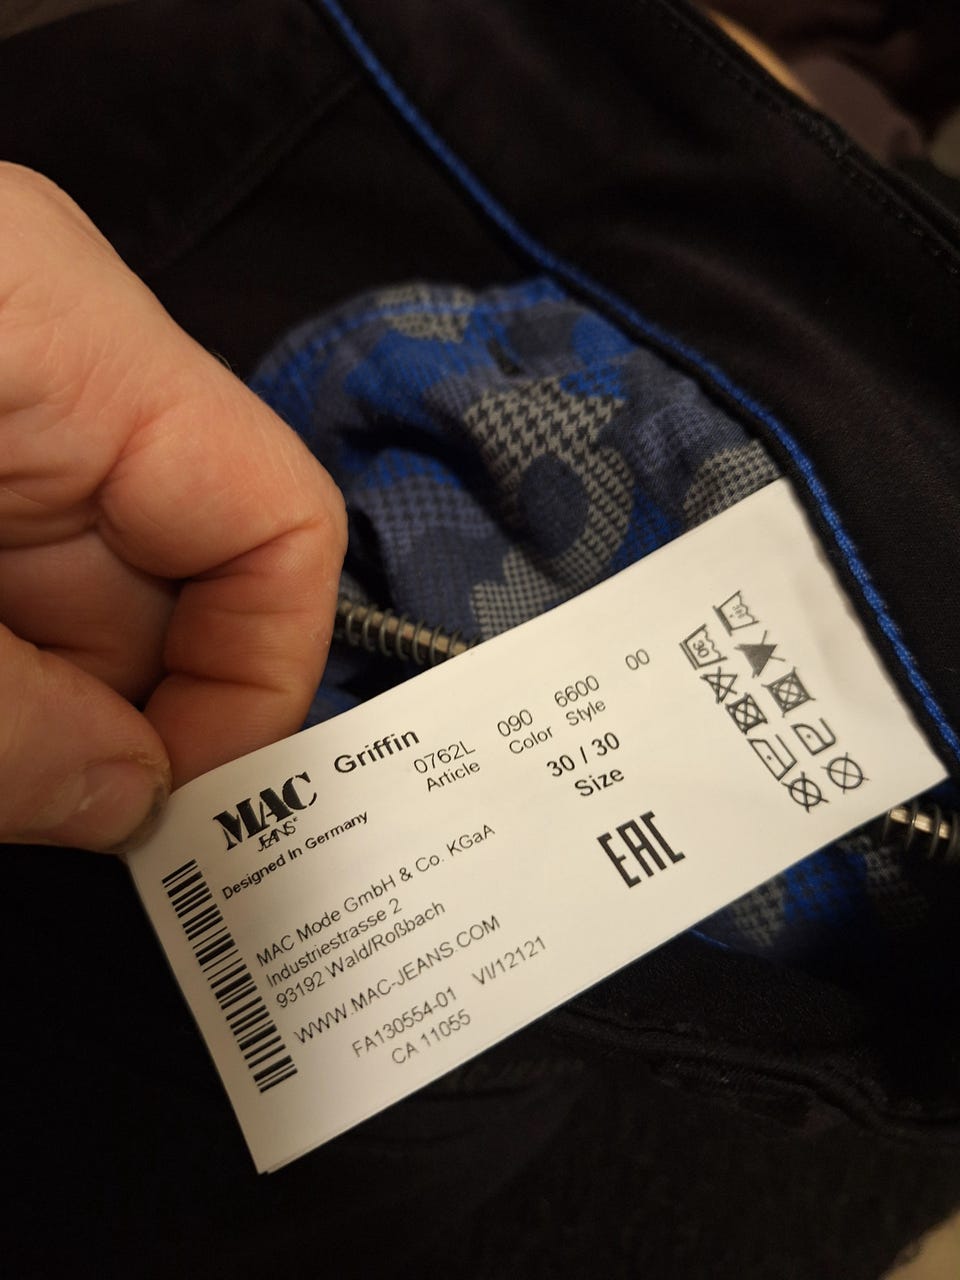 MAC
JEANS
Griffin
0762L 090 6600 00
Article Color Style
30 / 30
Size
Designed In Germany
MAC Mode GmbH & Co. KGaA
Industriestrasse 2
93192 Wald/Roßbach
WWW.MAC-JEANS.COM
FA130554-01 VI/12121
CA 11055
EAC
30